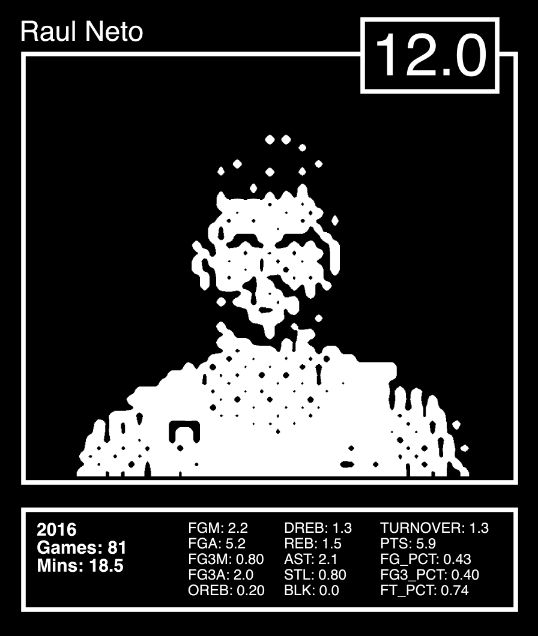 Raul Neto
12.0
2016
Games: 81
Mins: 18.5
FGM: 2.2
FGA: 5.2
FG3M: 0.80
FG3A: 2.0
OREB: 0.20
DREB: 1.3
REB: 1.5
AST: 2.1
STL: 0.80
BLK: 0.0
TURNOVER: 1.3
PTS: 5.9
FG_PCT: 0.43
FG3_PCT: 0.40
FT_PCT: 0.74